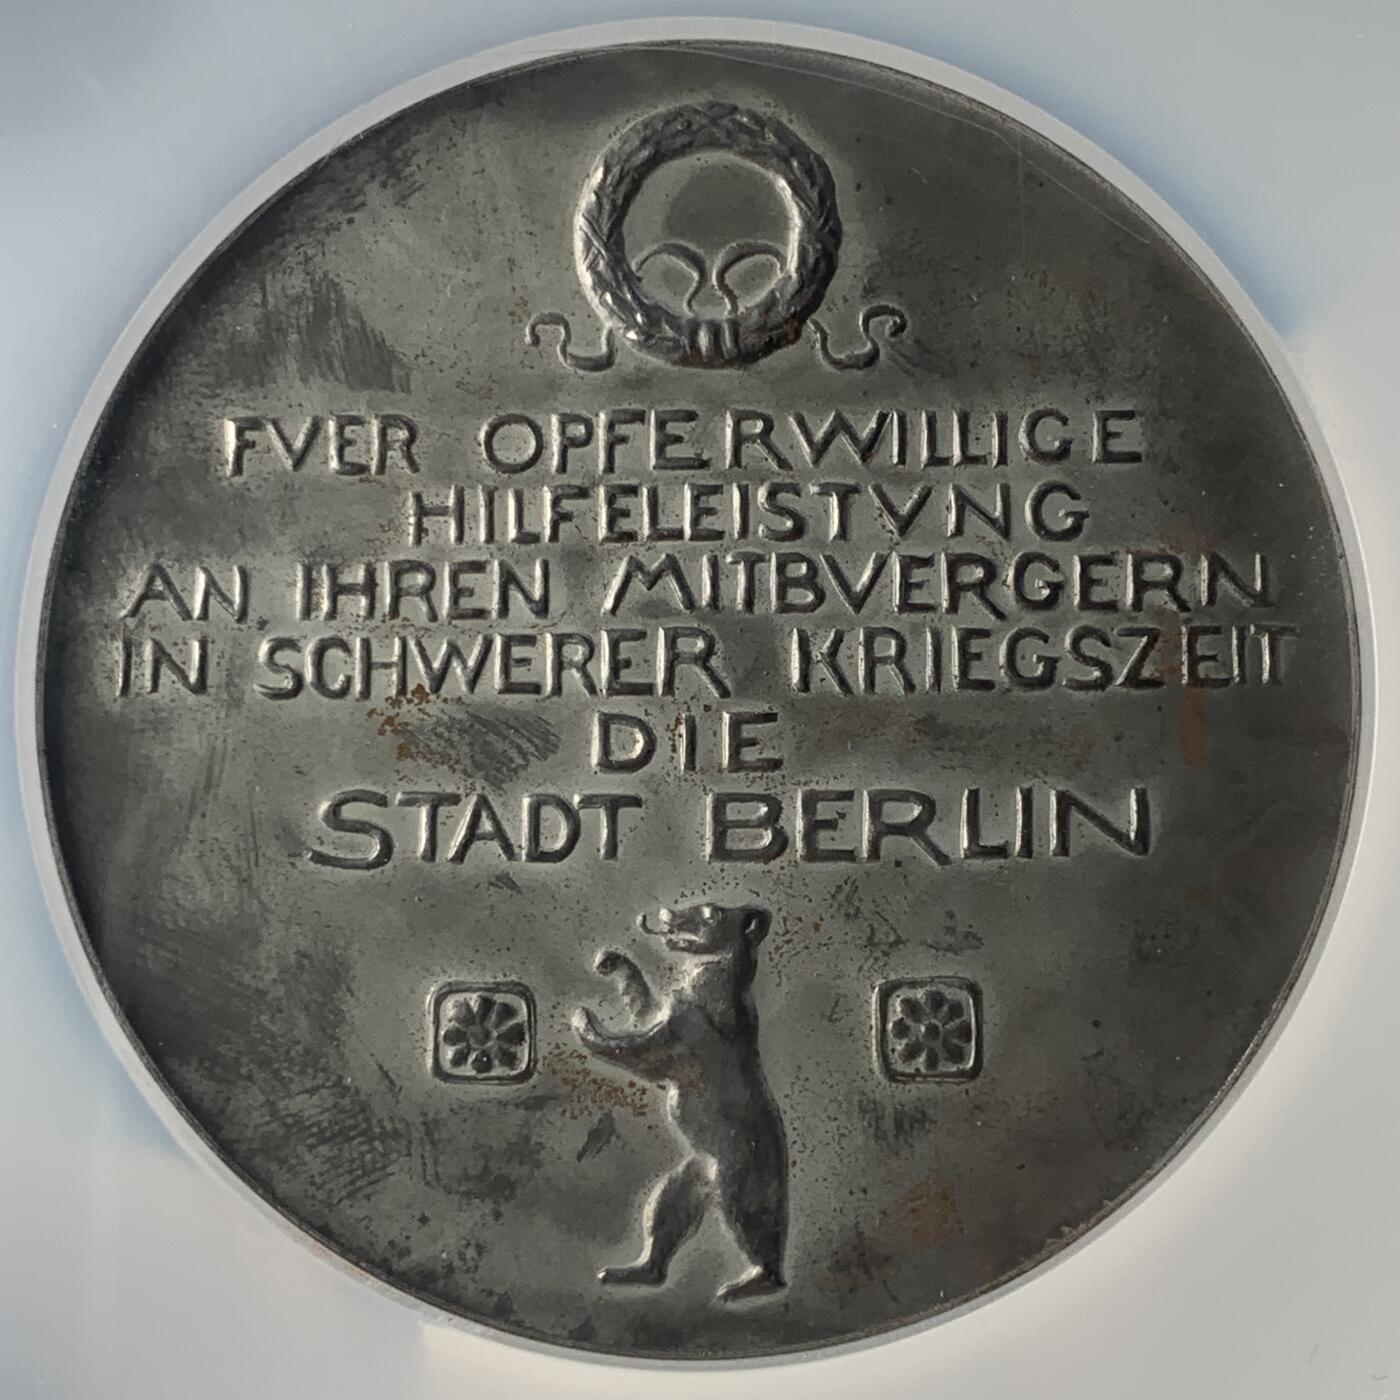 FVER OPFERWILLIGE
HILFELEISTVNG
AN IHREN MITBVERGERN
IN SCHWERER KRIEGSZEIT
DIE
STADT BERLIN